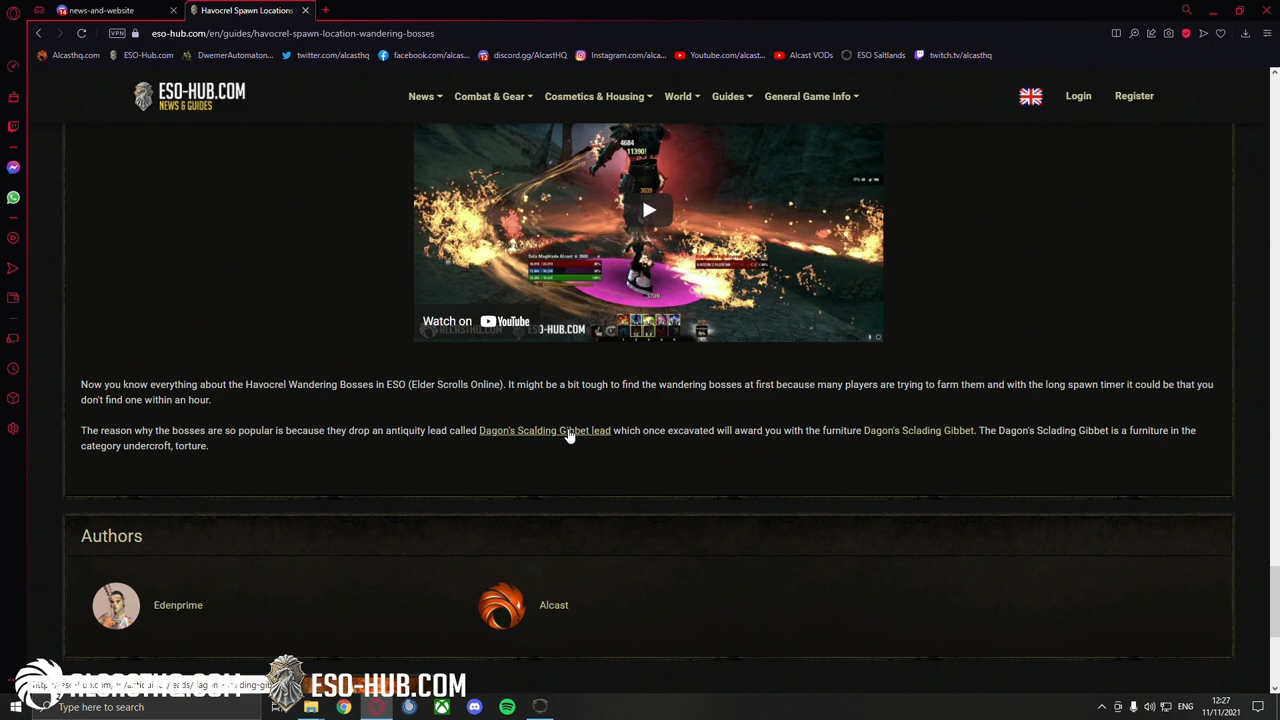 news-and-website
Havocrel Spawn Locations
VPN
eso-hub.com/en/guides/havocrel-spawn-location-wandering-bosses
Alcasthq.com
ESO-Hub.com
DwemerAutomaton...
twitter.com/alcasthq
facebook.com/alcas...
discord.gg/AlcastHQ
Instagram.com/alca...
Youtube.com/alcast...
Alcast VODs
ESO Saltlands
twitch.tv/alcasthq
ESO-HUB.COM
NEWS & GUIDES
News
Combat & Gear
Cosmetics & Housing
World
Guides
General Game Info
Login
Register
4684
11390!
3039
STUN
Watch on YouTube
ESO-HUB.COM
Now you know everything about the Havocrel Wandering Bosses in ESO (Elder Scrolls Online). It might be a bit tough to find the wandering bosses at first because many players are trying to farm them and with the long spawn timer it could be that you
don't find one within an hour.
The reason why the bosses are so popular is because they drop an antiquity lead called Dagon's Scalding Gibbet lead which once excavated will award you with the furniture Dagon's Sclading Gibbet. The Dagon's Sclading Gibbet is a furniture in the
category undercroft, torture.
Authors
Edenprime
Alcast
ALCASTHQ.COM
ESO-HUB.COM
Type here to search
ENG
12:27
11/11/2021